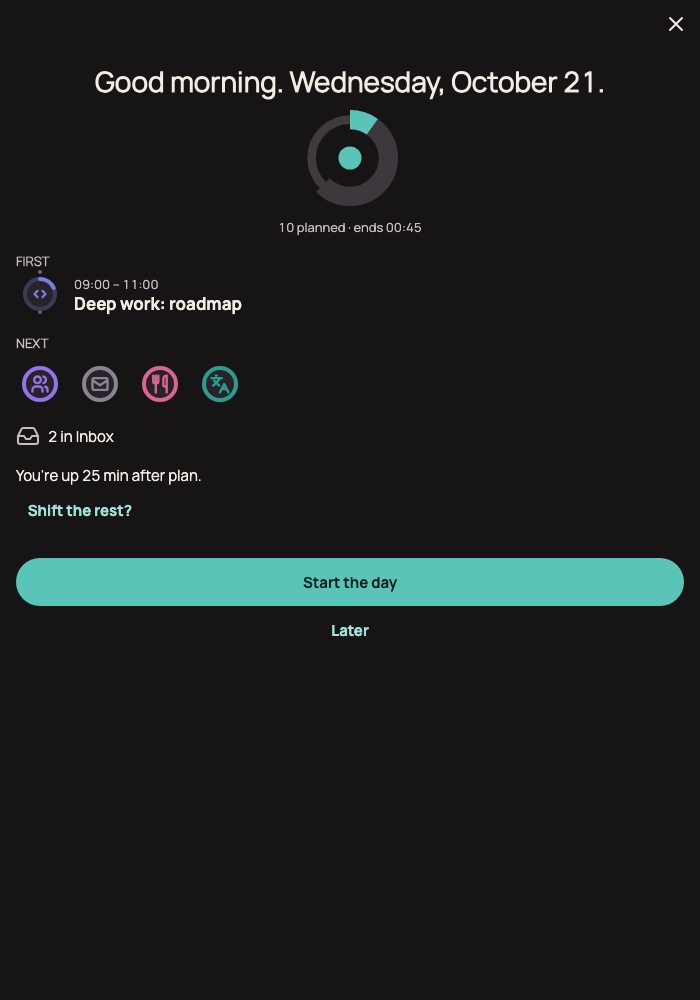 Good morning. Wednesday, October 21.
10 planned · ends 00:45
FIRST
09:00 – 11:00
Deep work: roadmap
NEXT
2 in Inbox
You're up 25 min after plan.
Shift the rest?
Start the day
Later